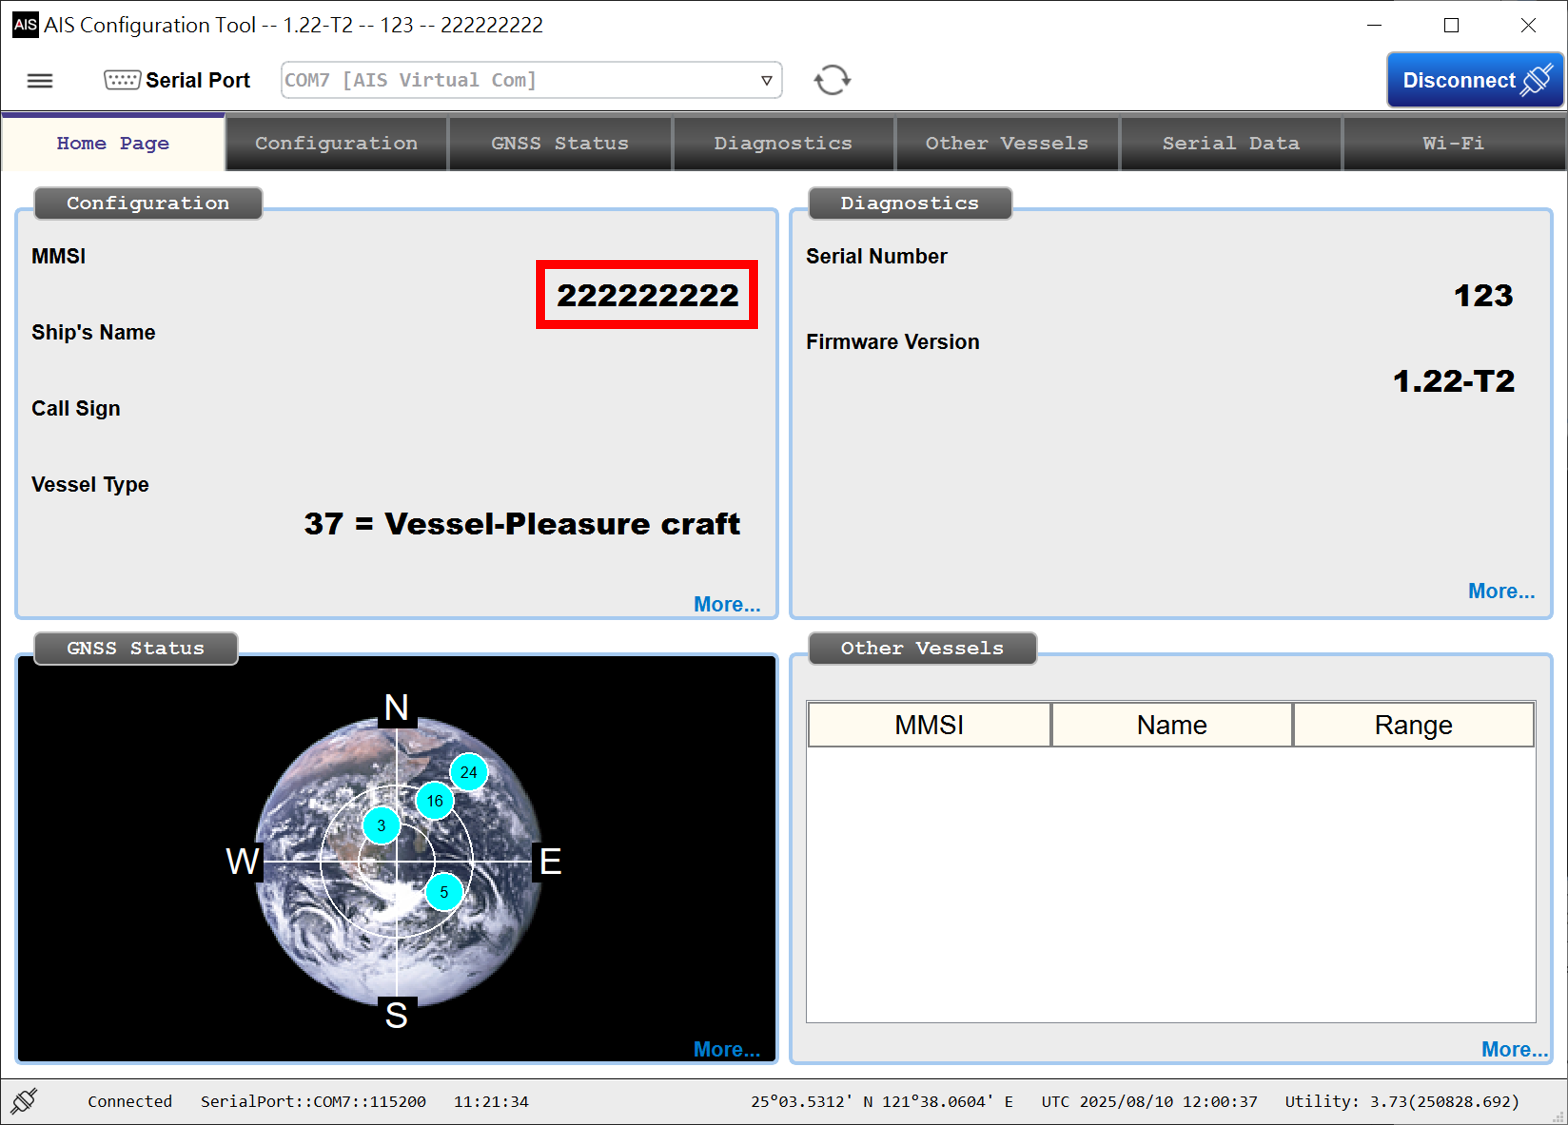 AIS AIS Configuration Tool -- 1.22-T2 -- 123 -- 222222222
Serial Port COM7 [AIS Virtual Com] Disconnect
Home Page Configuration GNSS Status Diagnostics Other Vessels Serial Data Wi-Fi
Configuration
MMSI
222222222
Ship's Name
Call Sign
Vessel Type
37 = Vessel-Pleasure craft
More...
Diagnostics
Serial Number
123
Firmware Version
1.22-T2
More...
GNSS Status
N
24
16
3
W E
5
S
More...
Other Vessels
MMSI Name Range
More...
Connected SerialPort::COM7::115200 11:21:34 25°03.5312' N 121°38.0604' E UTC 2025/08/10 12:00:37 Utility: 3.73(250828.692)